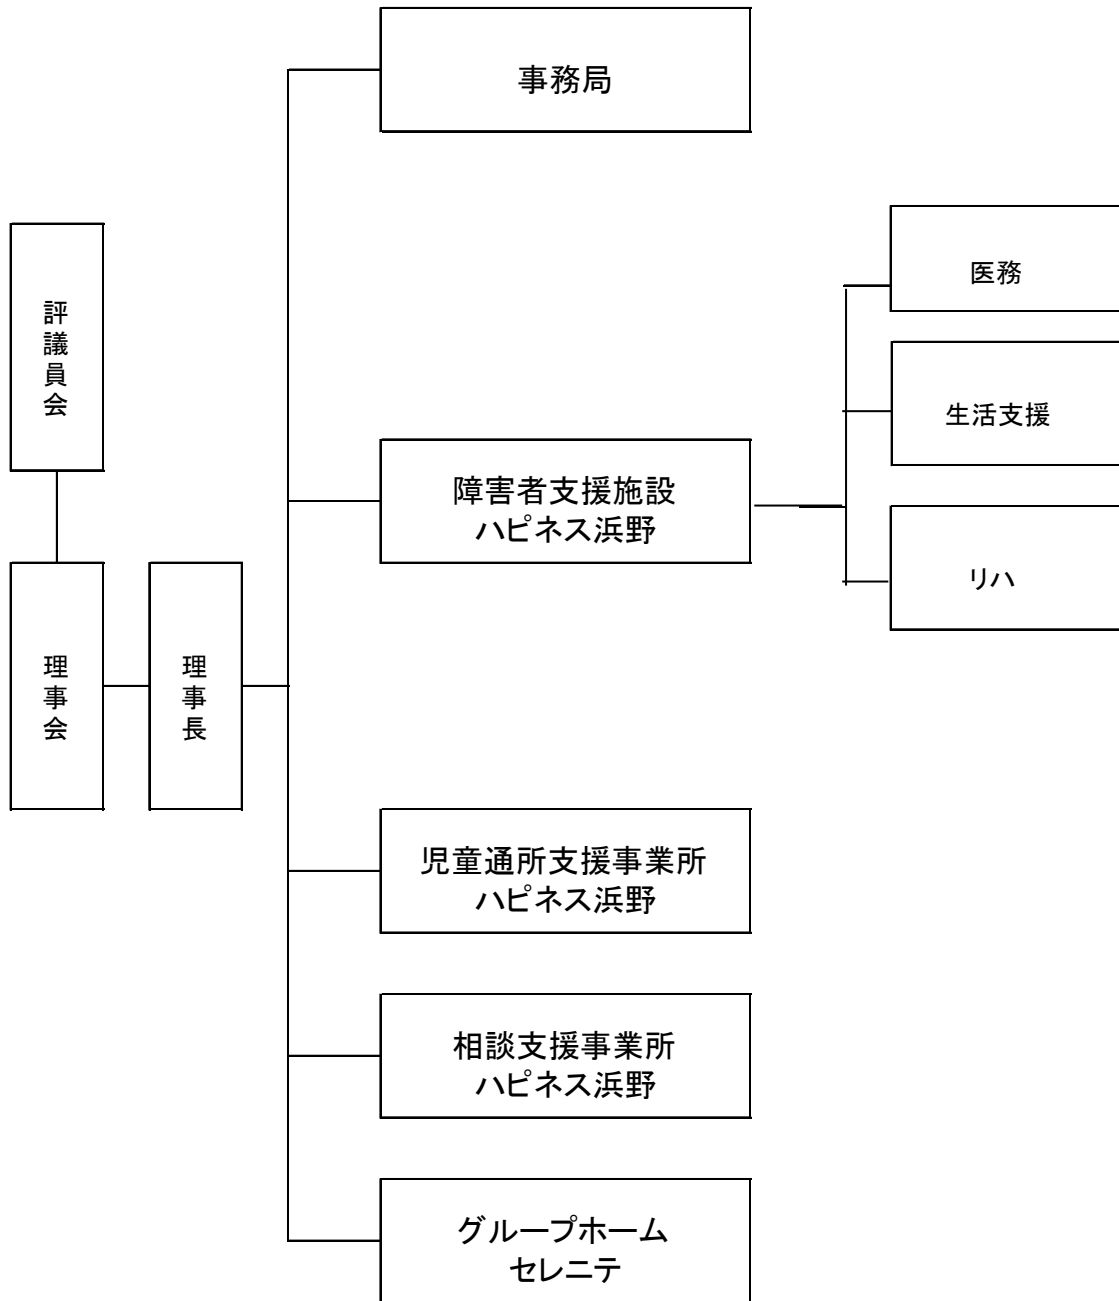 事務局
医務
評議員会
生活支援
障害者支援施設
ハピネス浜野
リハ
理事会
理事長
児童通所支援事業所
ハピネス浜野
相談支援事業所
ハピネス浜野
グループホーム
セレニテ